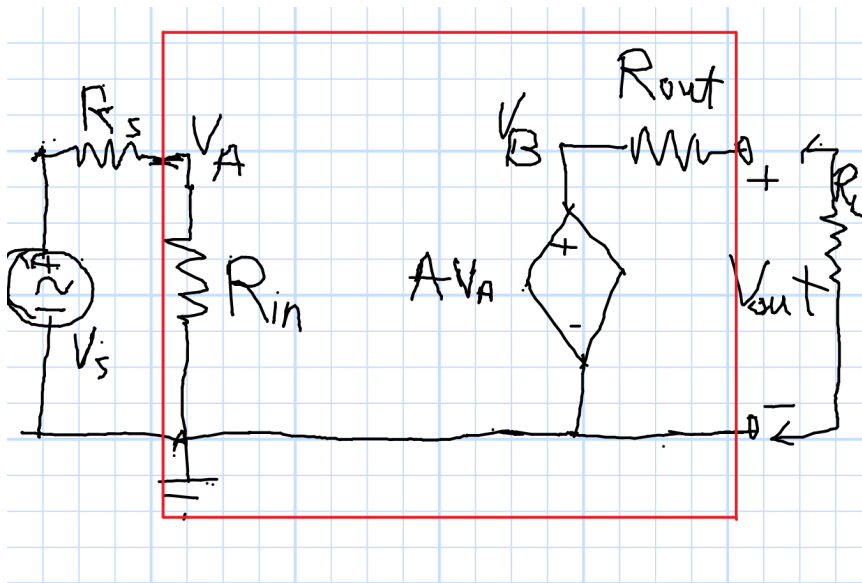 Rs
VA
VB
Rout
+
RL
+
~
-
Vs
Rin
AVA
+
-
Vout
-